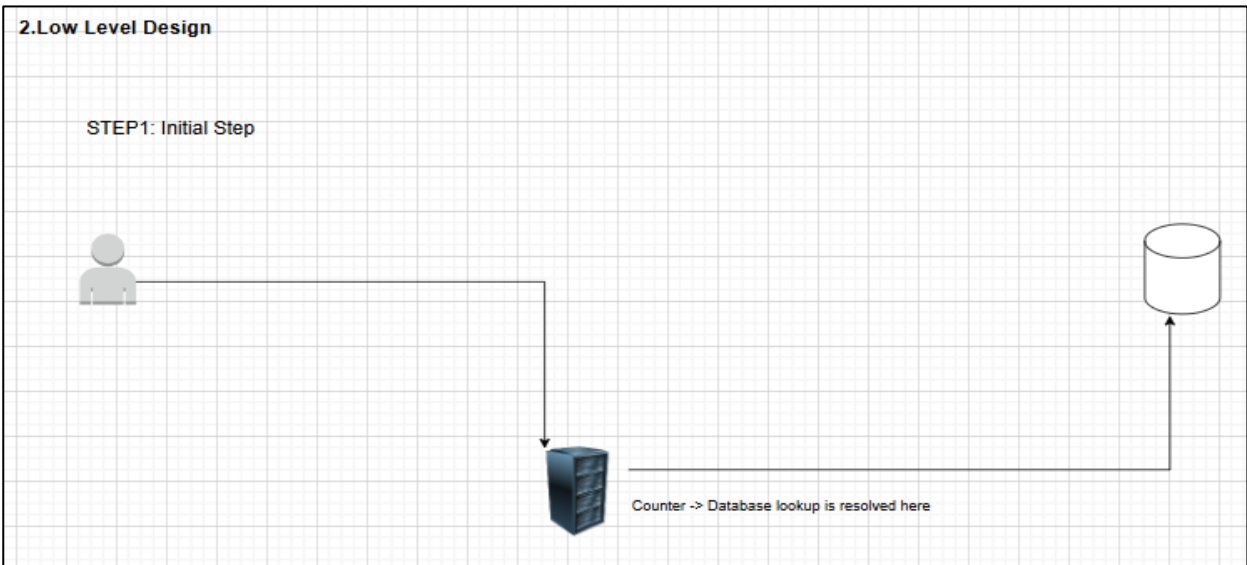 2.Low Level Design
STEP1: Initial Step
Counter -> Database lookup is resolved here